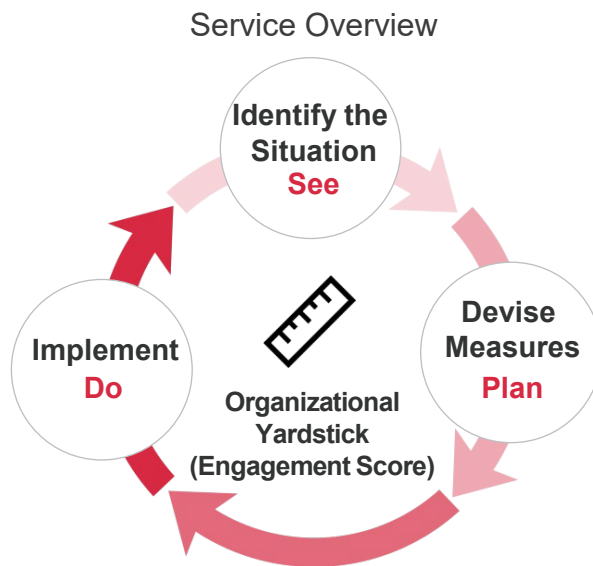 Service Overview
Identify the
Situation
See
Devise
Measures
Plan
Implement
Do
Organizational
Yardstick
(Engagement Score)